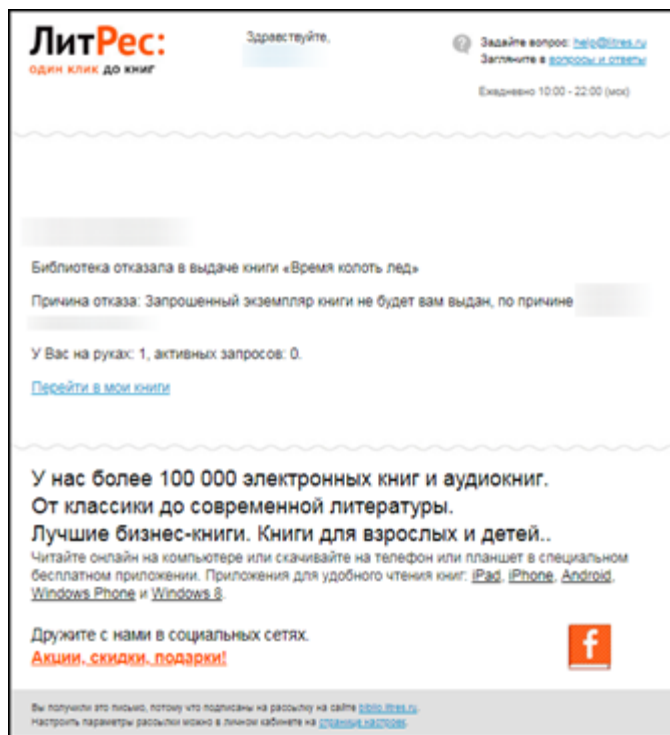 ЛитРес:
один клик до книг
Здравствуйте,
Задайте вопрос: help@litres.ru
Загляните в вопросы и ответы
Ежедневно 10:00 - 22:00 (мск)
Библиотека отказала в выдаче книги «Время колоть лед»
Причина отказа: Запрошенный экземпляр книги не будет вам выдан, по причине
У Вас на руках: 1, активных запросов: 0.
Перейти в мои книги
У нас более 100 000 электронных книг и аудиокниг.
От классики до современной литературы.
Лучшие бизнес-книги. Книги для взрослых и детей..
Читайте онлайн на компьютере или скачивайте на телефон или планшет в специальном
бесплатном приложении. Приложения для удобного чтения книг: iPad, iPhone, Android,
Windows Phone и Windows 8.
Дружите с нами в социальных сетях.
Акции, скидки, подарки!
f
Вы получили это письмо, потому что подписаны на рассылку на сайте biblio.litres.ru.
Настроить параметры рассылки можно в личном кабинете на странице настроек.